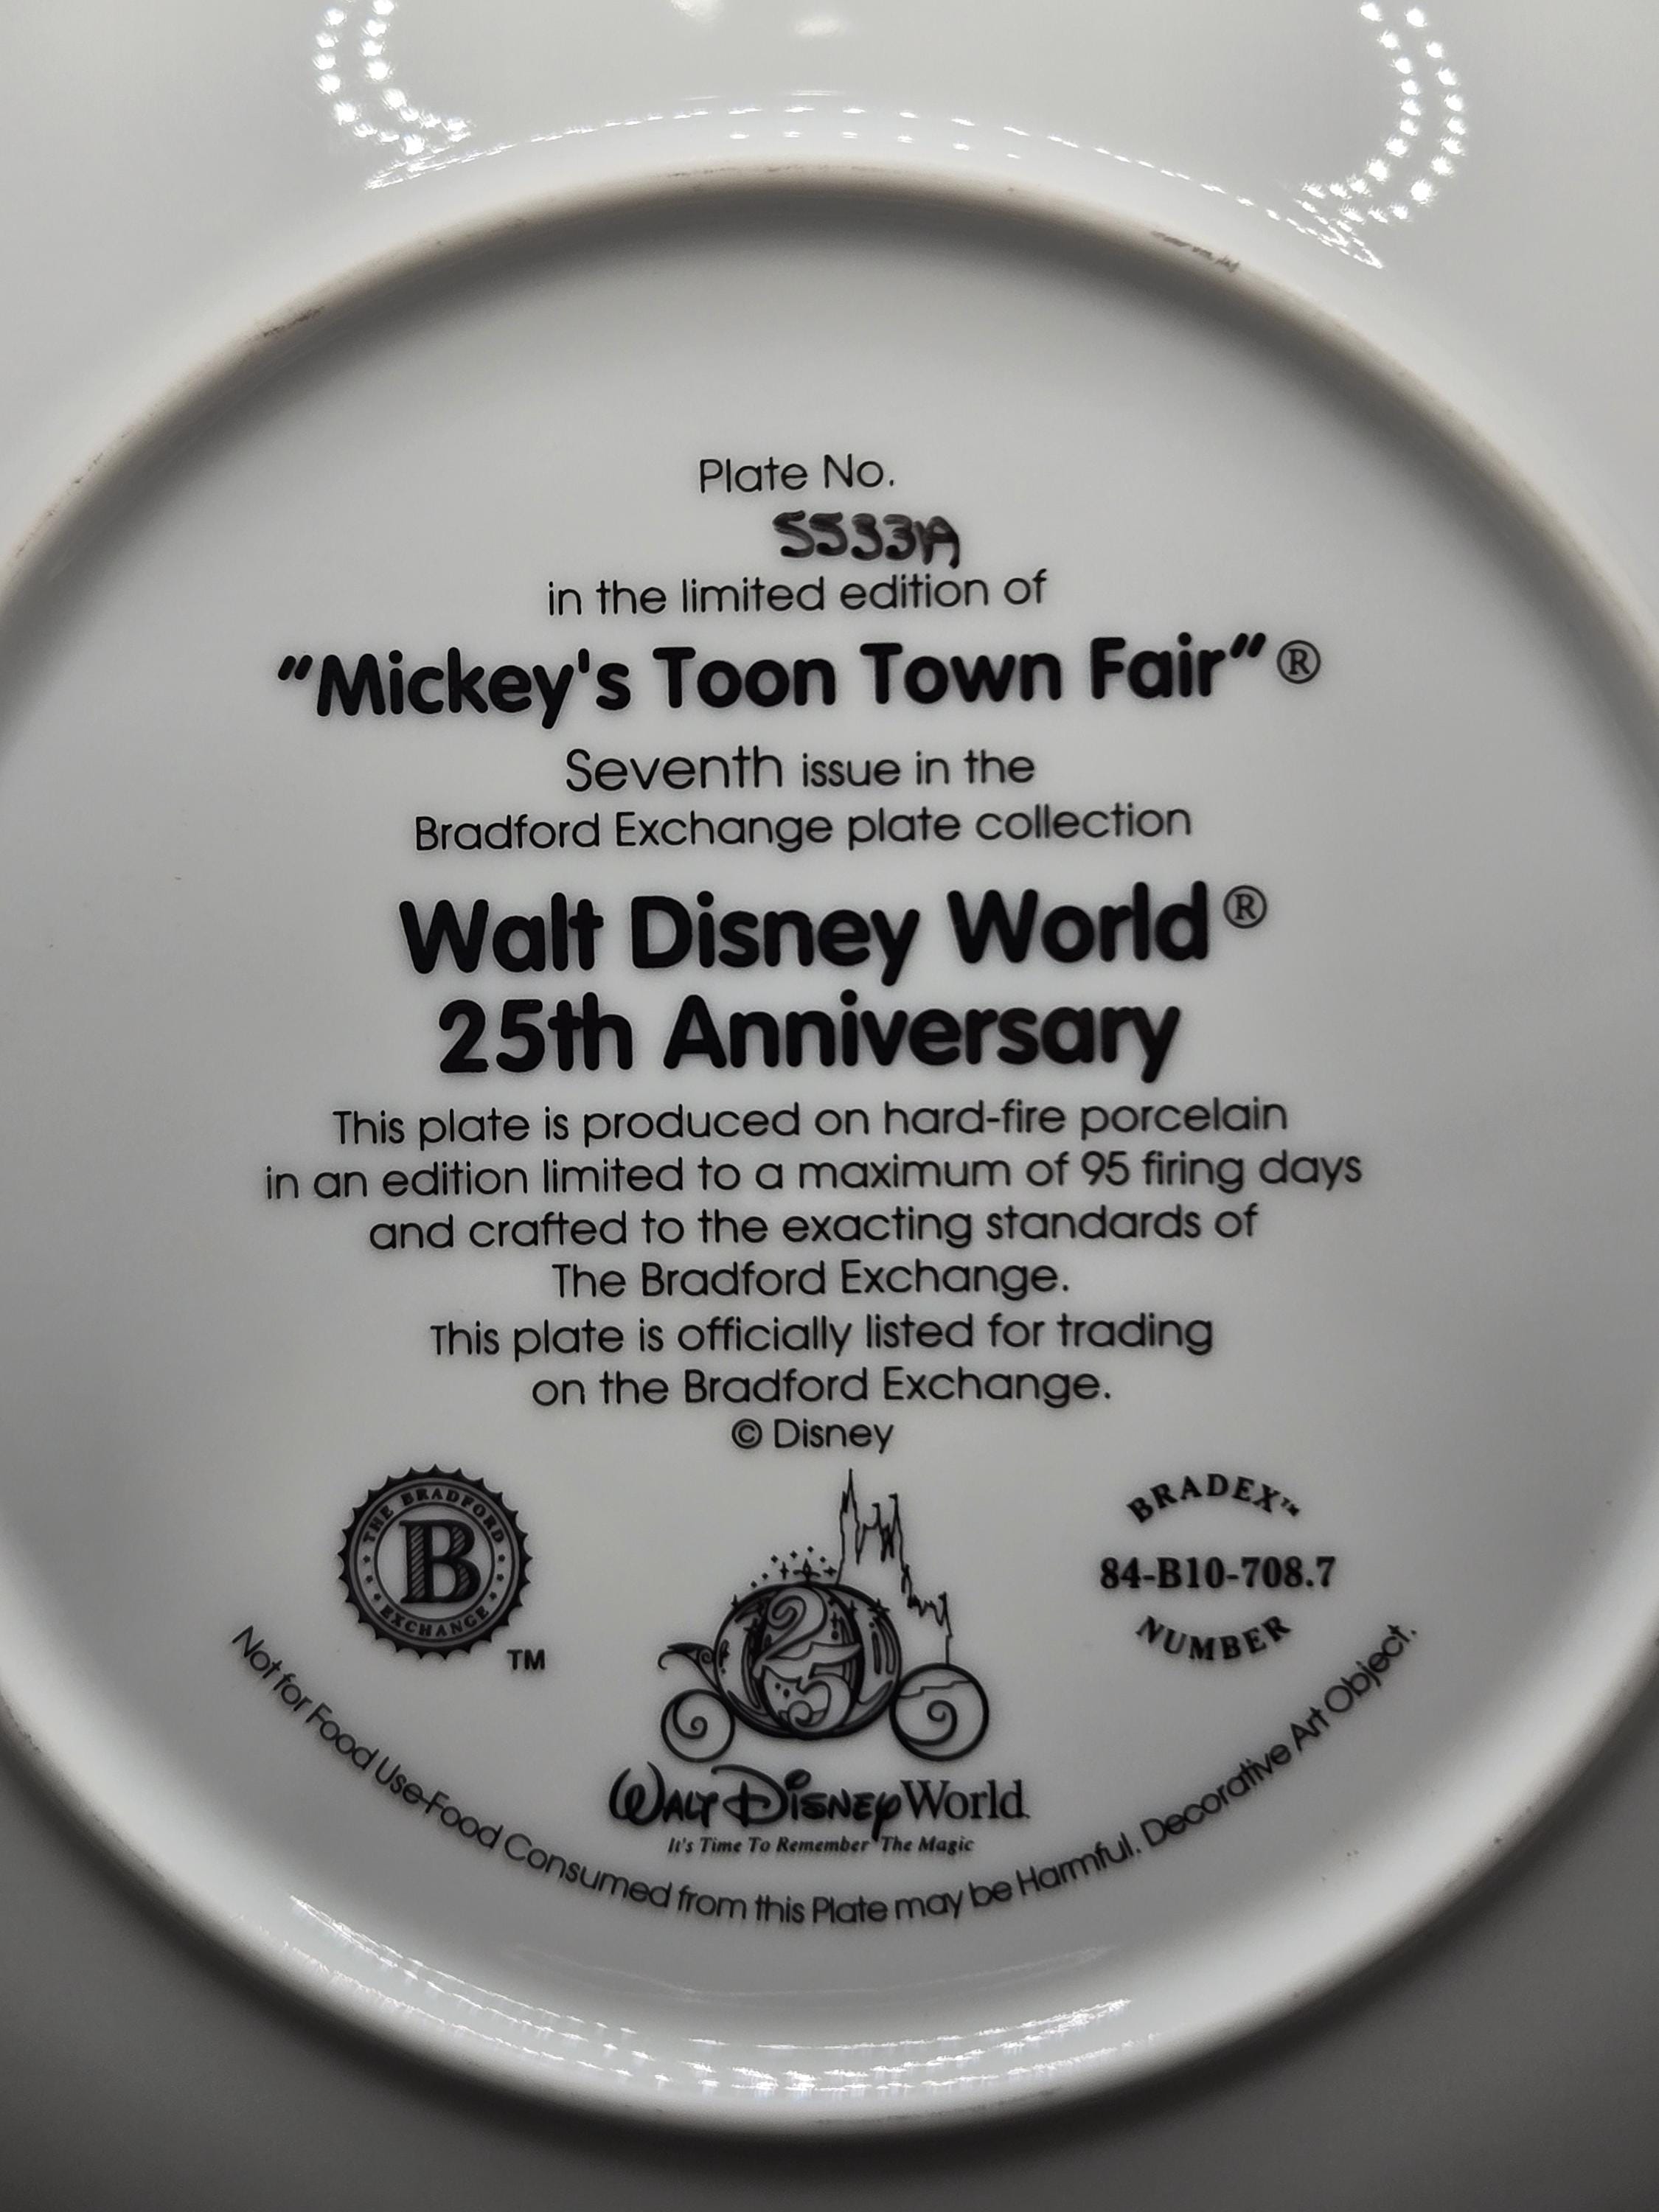 Plate No.
5533A
in the limited edition of
"Mickey's Toon Town Fair"®
Seventh issue in the
Bradford Exchange plate collection
Walt Disney World®
25th Anniversary
This plate is produced on hard-fire porcelain
in an edition limited to a maximum of 95 firing days
and crafted to the exacting standards of
The Bradford Exchange.
This plate is officially listed for trading
on the Bradford Exchange.
© Disney
THE BRADFORD
B
EXCHANGE
TM
25
WALT DISNEY World
It's Time To Remember The Magic
BRADEX™
84-B10-708.7
NUMBER
Not for Food Use-Food Consumed from this Plate may be Harmful. Decorative Art Object.